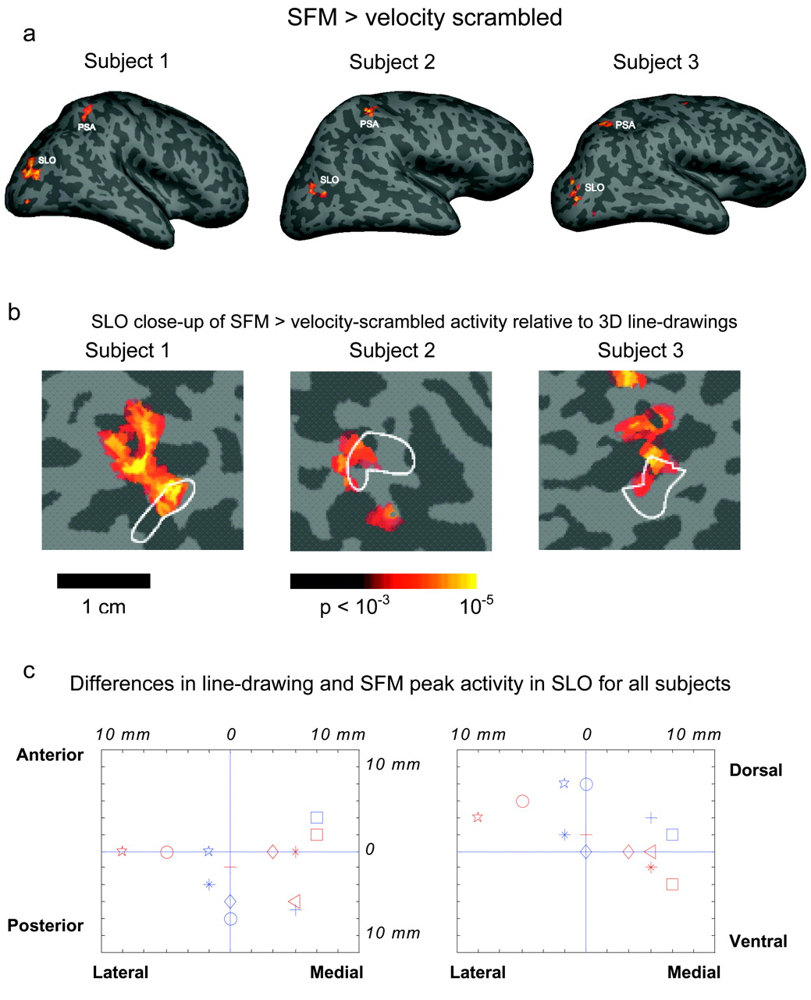 SFM > velocity scrambled
a
Subject 1 Subject 2 Subject 3
PSA
SLO
PSA
SLO
PSA
SLO
b
SLO close-up of SFM > velocity-scrambled activity relative to 3D line-drawings
Subject 1 Subject 2 Subject 3
1 cm
p < 10-3 10-5
c
Differences in line-drawing and SFM peak activity in SLO for all subjects
10 mm 0 10 mm
Anterior
10 mm
0
Posterior
10 mm
Lateral Medial
10 mm 0 10 mm
Dorsal
Ventral
Lateral Medial